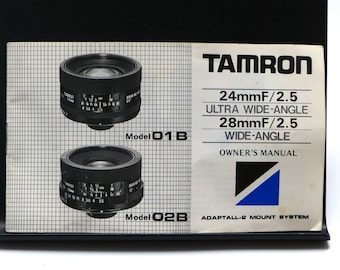 TAMRON
24mmF/2.5
ULTRA WIDE-ANGLE
28mmF/2.5
WIDE-ANGLE
OWNER'S MANUAL
ADAPTALL-2 MOUNT SYSTEM
Model 01B
Model 02B